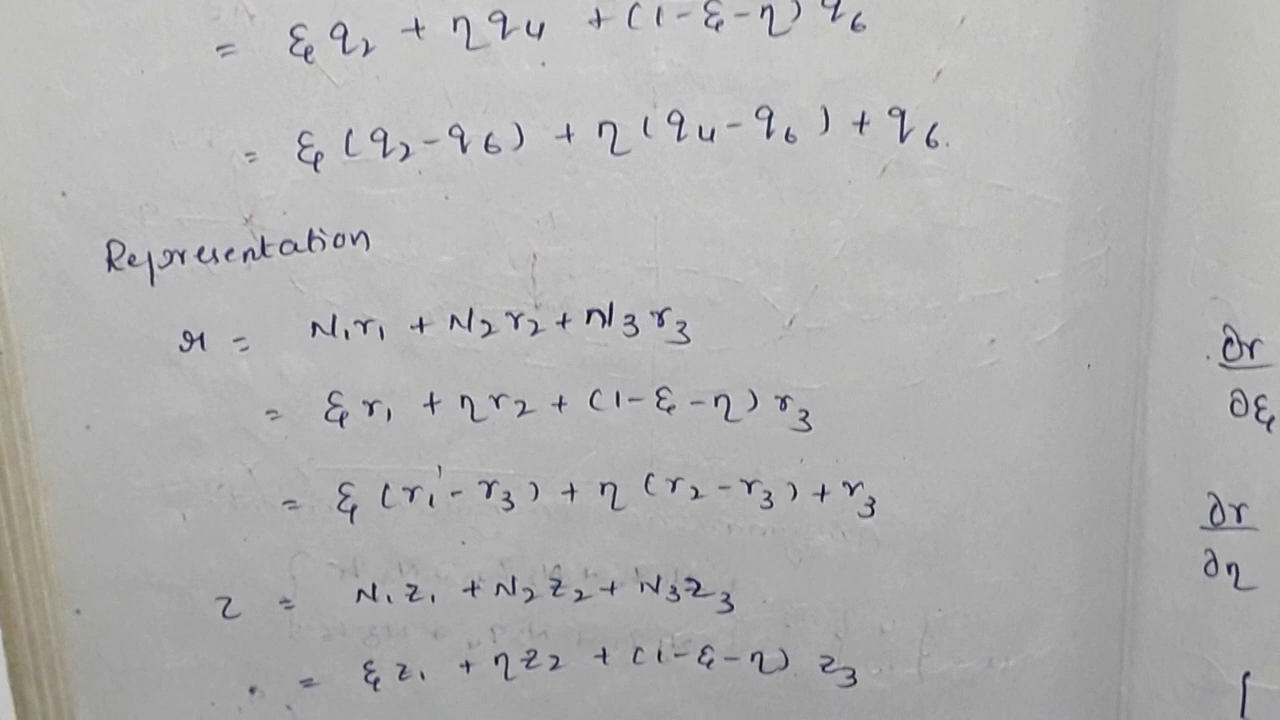 = ξ q₂ + η q₄ + (1-ξ-η) q₆
= ξ (q₂-q₆) + η (q₄-q₆) + q₆.
Representation
r = N₁r₁ + N₂r₂ + N₃r₃
= ξ r₁ + η r₂ + (1-ξ-η) r₃
= ξ (r₁-r₃) + η (r₂-r₃) + r₃
z = N₁z₁ + N₂z₂ + N₃z₃
= ξ z₁ + η z₂ + (1-ξ-η) z₃
∂r
∂ξ
∂r
∂η